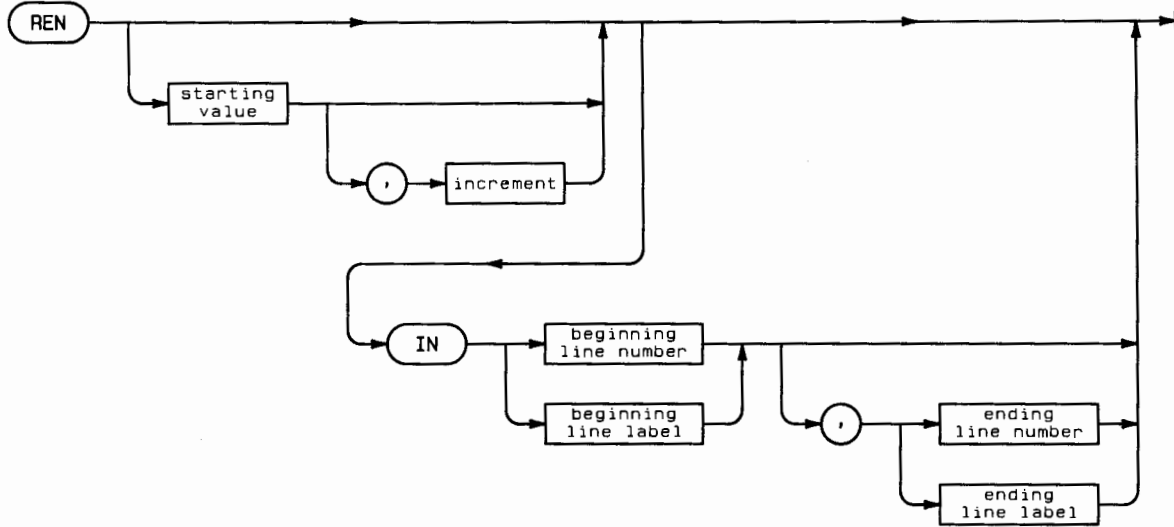 REN
starting
value
,
increment
IN
beginning
line number
beginning
line label
,
ending
line number
ending
line label